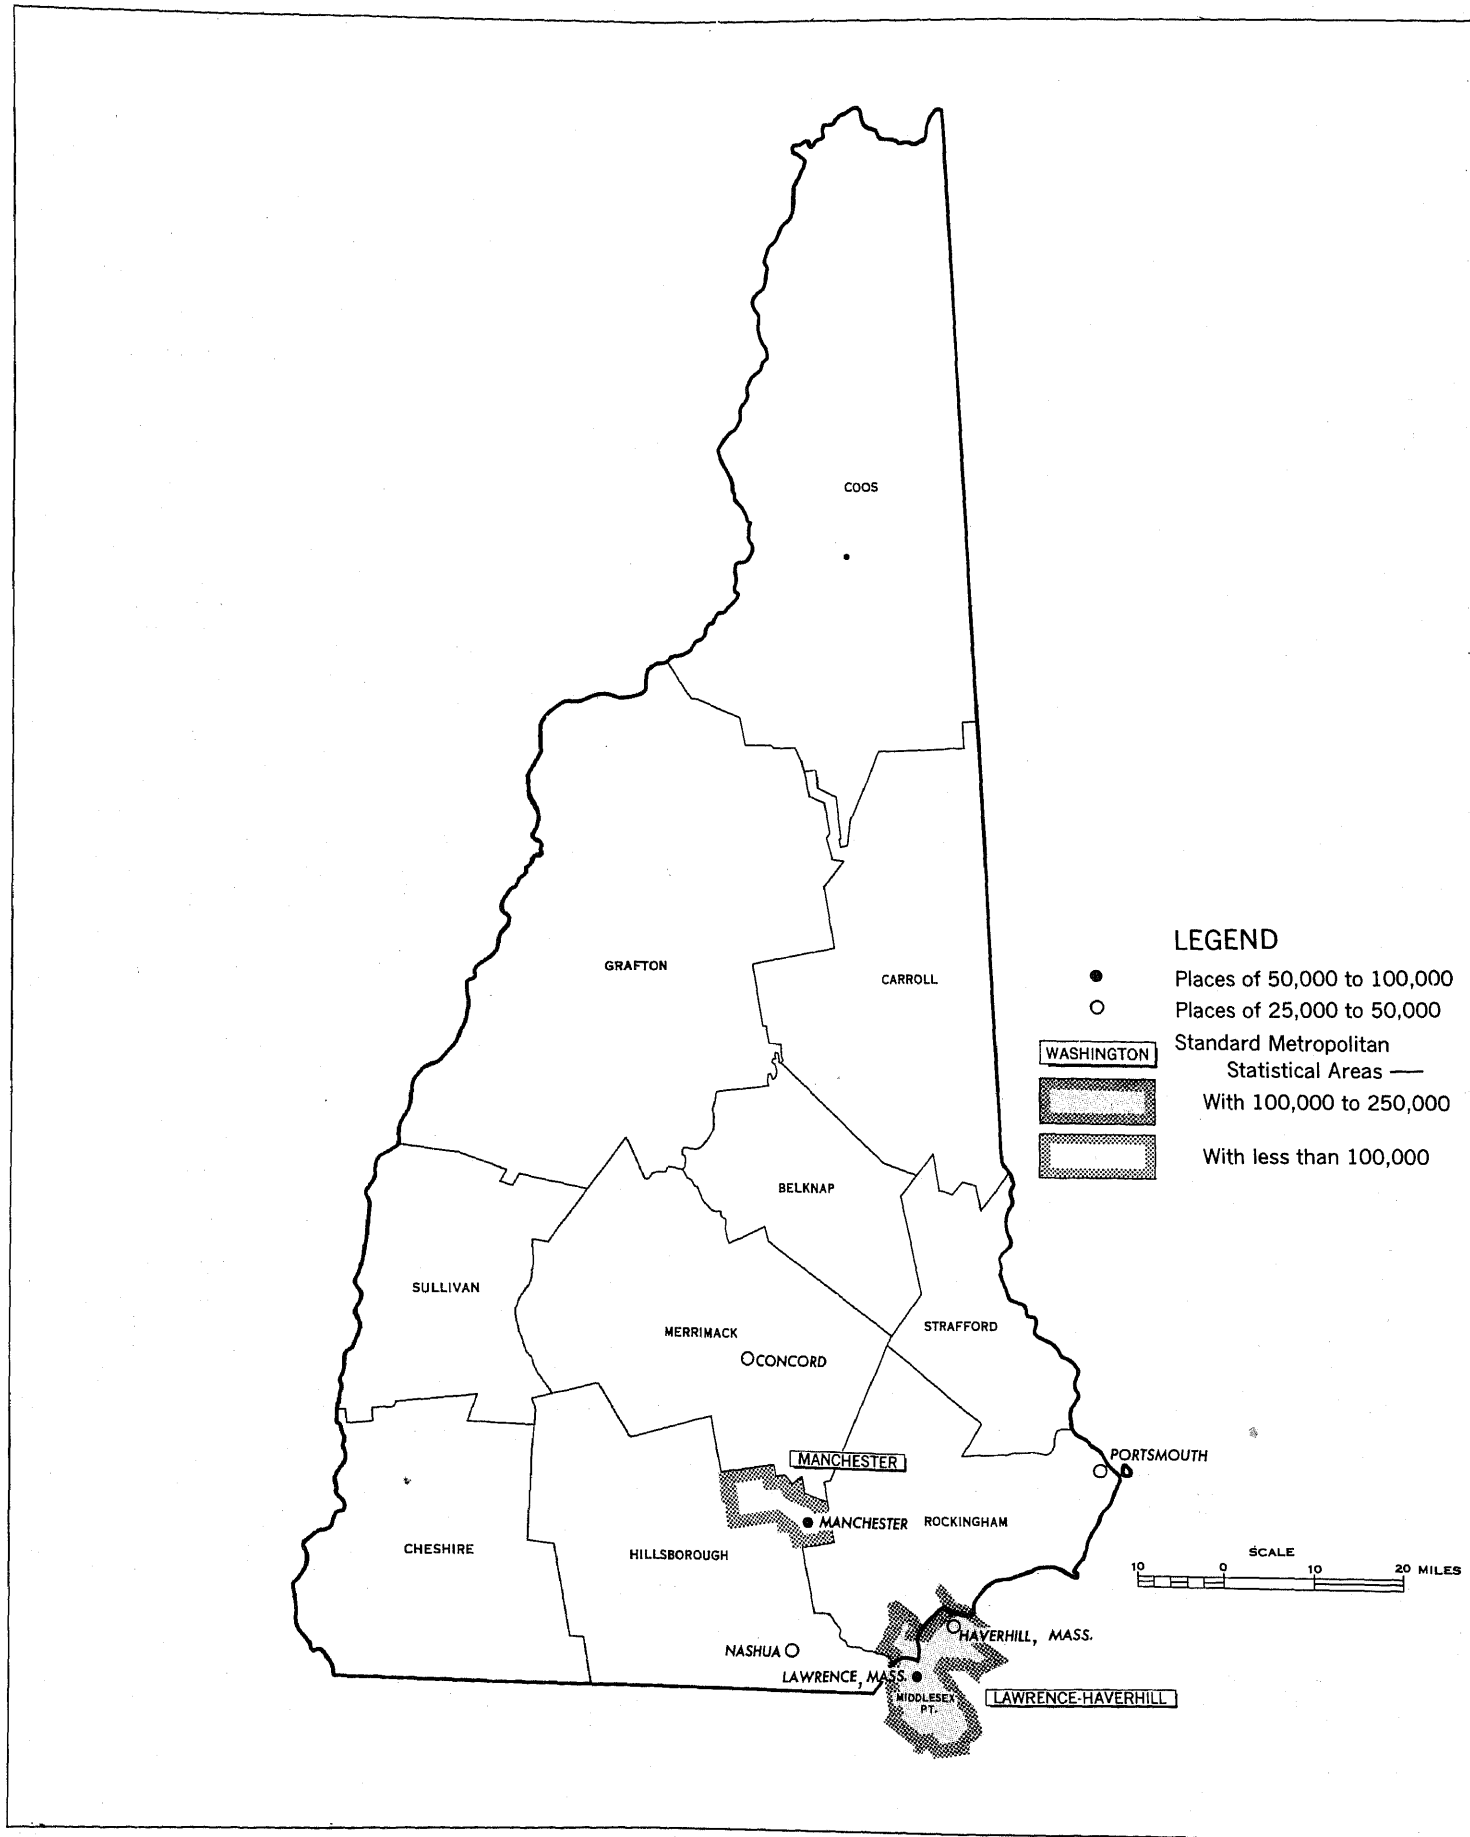 COOS
GRAFTON
CARROLL
LEGEND
Places of 50,000 to 100,000
Places of 25,000 to 50,000
WASHINGTON
Standard Metropolitan
Statistical Areas —
With 100,000 to 250,000
With less than 100,000
BELKNAP
SULLIVAN
STRAFFORD
MERRIMACK
CONCORD
MANCHESTER
PORTSMOUTH
MANCHESTER
ROCKINGHAM
CHESHIRE
HILLSBOROUGH
SCALE
10 0 10 20 MILES
HAVERHILL, MASS.
NASHUA
LAWRENCE, MASS.
MIDDLESEX
PT.
LAWRENCE-HAVERHILL